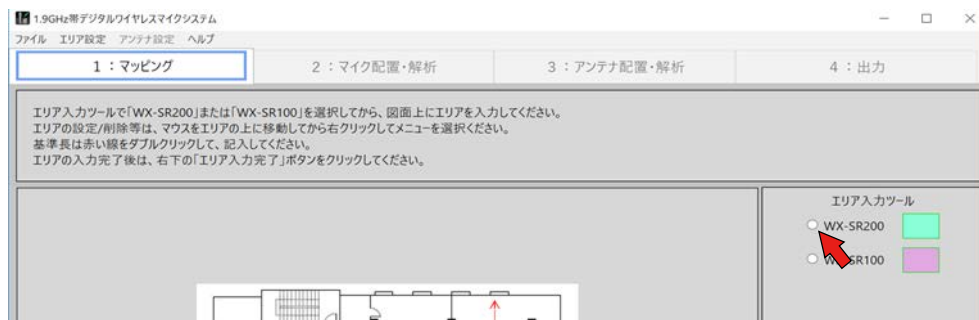 1.9GHz帯デジタルワイヤレスマイクシステム
ファイル エリア設定 アンテナ設定 ヘルプ
1：マッピング 2：マイク配置・解析 3：アンテナ配置・解析 4：出力
エリア入力ツールで「WX-SR200」または「WX-SR100」を選択してから、図面上にエリアを入力してください。
エリアの設定/削除等は、マウスをエリアの上に移動してから右クリックしてメニューを選択ください。
基準長は赤い線をダブルクリックして、記入してください。
エリアの入力完了後は、右下の「エリア入力完了」ボタンをクリックしてください。
エリア入力ツール
WX-SR200
WX-SR100